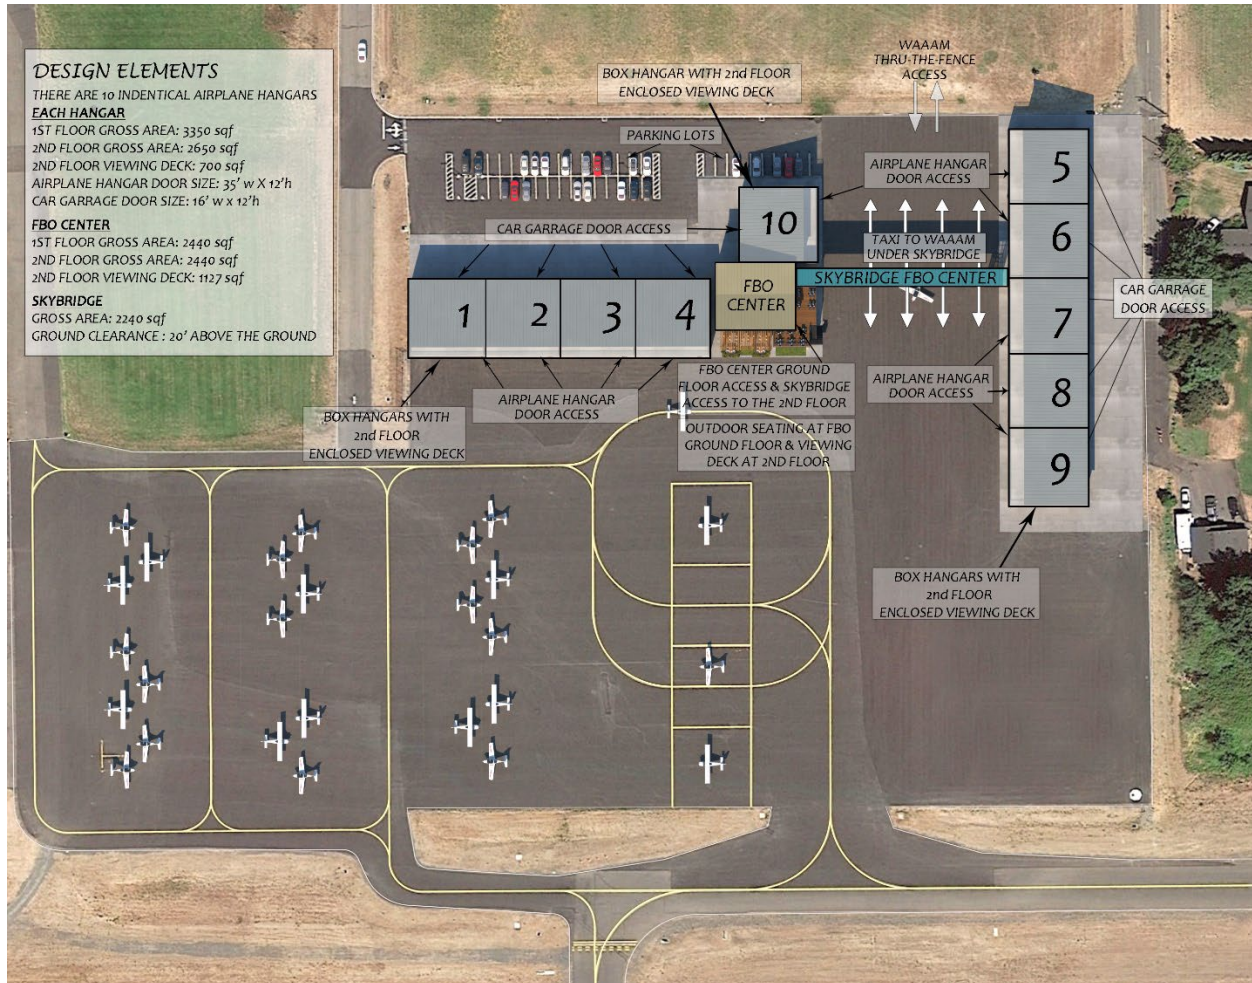 DESIGN ELEMENTS
THERE ARE 10 INDENTICAL AIRPLANE HANGARS
EACH HANGAR
1ST FLOOR GROSS AREA: 3350 sqf
2ND FLOOR GROSS AREA: 2650 sqf
2ND FLOOR VIEWING DECK: 700 sqf
AIRPLANE HANGAR DOOR SIZE: 35' w X 12'h
CAR GARRAGE DOOR SIZE: 16' w x 12'h
FBO CENTER
1ST FLOOR GROSS AREA: 2440 sqf
2ND FLOOR GROSS AREA: 2440 sqf
2ND FLOOR VIEWING DECK: 1127 sqf
SKYBRIDGE
GROSS AREA: 2240 sqf
GROUND CLEARANCE : 20' ABOVE THE GROUND
WAAAM
THRU-THE-FENCE
ACCESS
BOX HANGAR WITH 2nd FLOOR
ENCLOSED VIEWING DECK
PARKING LOTS
AIRPLANE HANGAR
DOOR ACCESS
5
10
6
CAR GARRAGE DOOR ACCESS
TAXI TO WAAAM
UNDER SKYBRIDGE
SKYBRIDGE FBO CENTER
FBO
CENTER
CAR GARRAGE
DOOR ACCESS
1
2
3
4
7
FBO CENTER GROUND
FLOOR ACCESS & SKYBRIDGE
ACCESS TO THE 2ND FLOOR
AIRPLANE HANGAR
DOOR ACCESS
8
AIRPLANE HANGAR
DOOR ACCESS
BOX HANGARS WITH
2nd FLOOR
ENCLOSED VIEWING DECK
OUTDOOR SEATING AT FBO
GROUND FLOOR & VIEWING
DECK AT 2ND FLOOR
9
BOX HANGARS WITH
2nd FLOOR
ENCLOSED VIEWING DECK